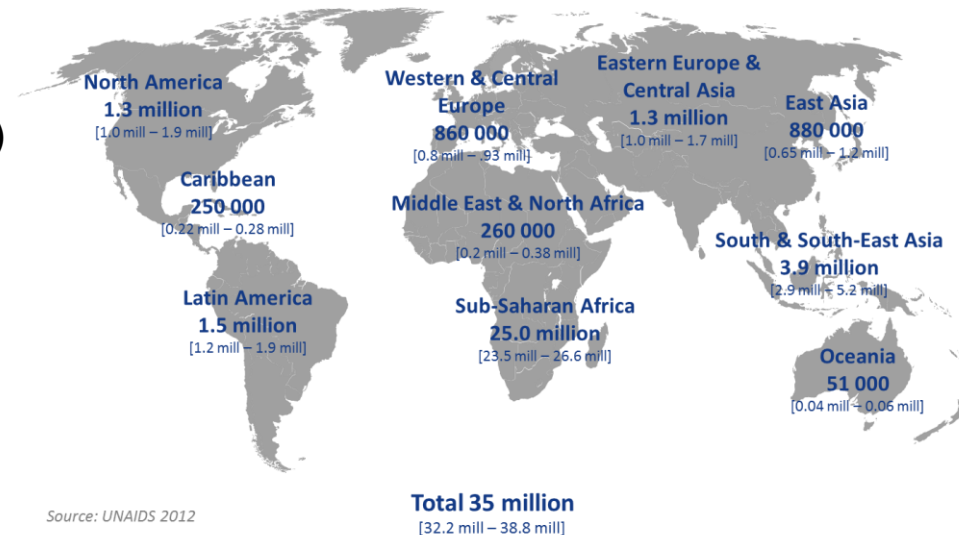 North America
1.3 million
[1.0 mill – 1.9 mill]
Western & Central
Europe
860 000
[0.8 mill – .93 mill]
Eastern Europe &
Central Asia
1.3 million
[1.0 mill – 1.7 mill]
East Asia
880 000
[0.65 mill – 1.2 mill]
Caribbean
250 000
[0.22 mill – 0.28 mill]
Middle East & North Africa
260 000
[0.2 mill – 0.38 mill]
South & South-East Asia
3.9 million
[2.9 mill – 5.2 mill]
Latin America
1.5 million
[1.2 mill – 1.9 mill]
Sub-Saharan Africa
25.0 million
[23.5 mill – 26.6 mill]
Oceania
51 000
[0.04 mill – 0.06 mill]
Total 35 million
[32.2 mill – 38.8 mill]
Source: UNAIDS 2012
)